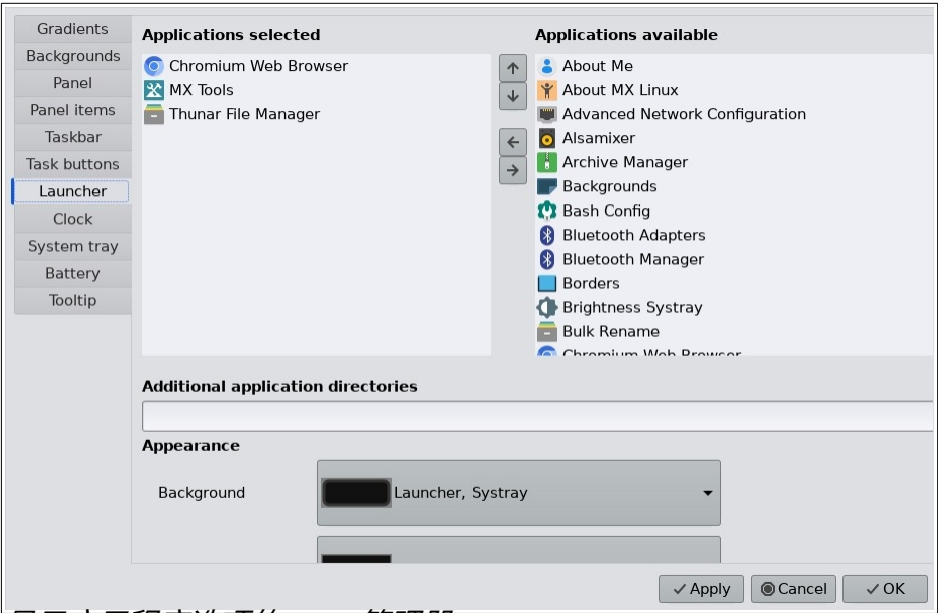 Gradients
Backgrounds
Panel
Panel items
Taskbar
Task buttons
Launcher
Clock
System tray
Battery
Tooltip
Applications selected
Chromium Web Browser
MX Tools
Thunar File Manager
Applications available
About Me
About MX Linux
Advanced Network Configuration
Alsamixer
Archive Manager
Backgrounds
Bash Config
Bluetooth Adapters
Bluetooth Manager
Borders
Brightness Systray
Bulk Rename
Chromium Web Browser
Additional application directories
Appearance
Background
Launcher, Systray
Apply
Cancel
OK